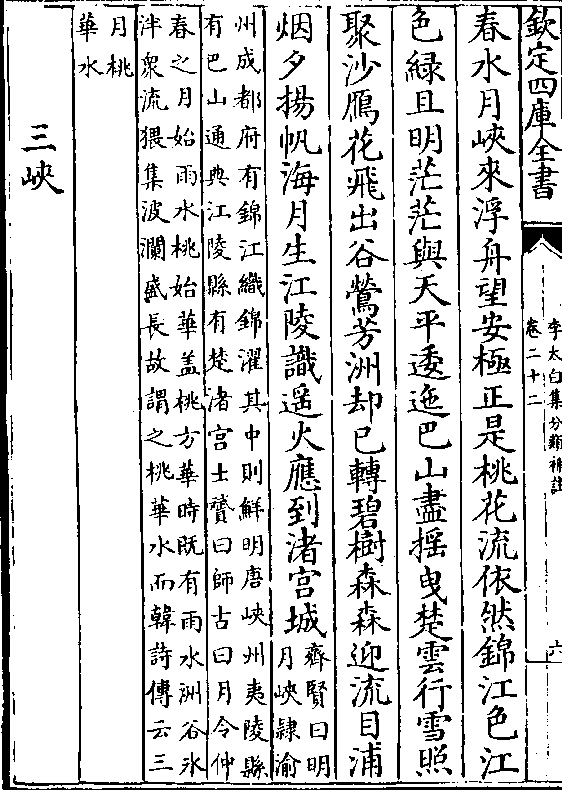 欽定四庫全書
李太白集分類補註
卷二十二
六
春水月峽來浮舟望安極正是桃花流依然錦江色江
色緑且明茫茫與天平逶迤巴山盡揺曳楚雲行雪照
聚沙鴈花飛出谷鶯芳洲却已轉碧樹森森迎流目浦
烟夕揚帆海月生江陵識遥火應到渚宫城
齊賢曰明
月峽隸渝
州成都府有錦江織錦濯其中則鮮明唐峽州夷陵縣
有巴山通典江陵縣有楚渚宫士贇曰師古曰月令仲
春之月始雨水桃始華盖桃方華時既有雨水洲谷氷
泮衆流猥集波瀾盛長故謂之桃華水而韓詩傳云三
月桃
華水
三峽